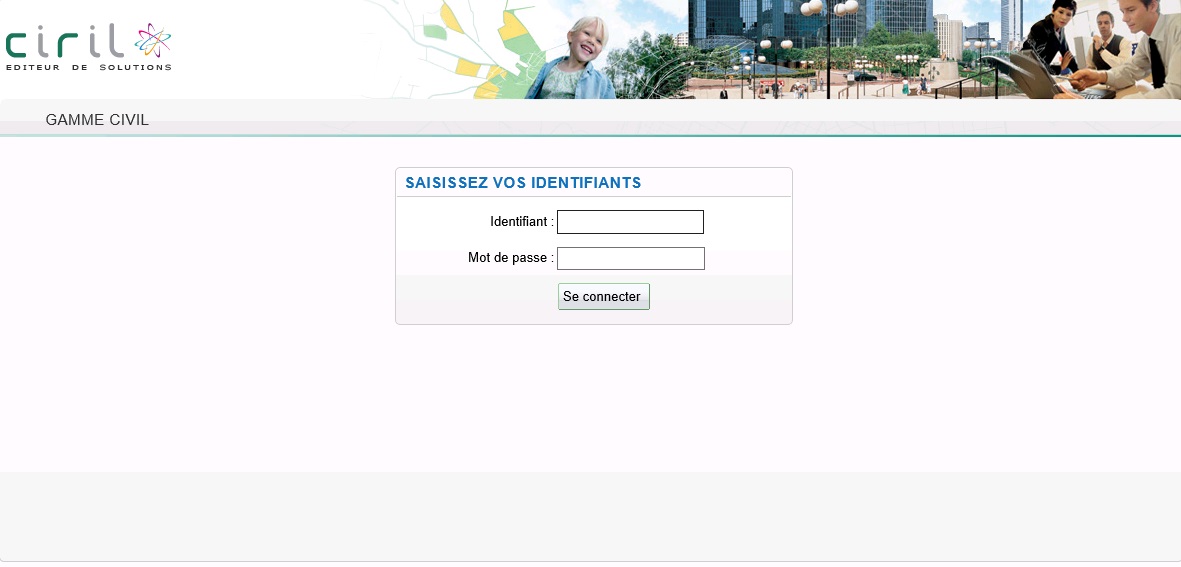 ciril
EDITEUR DE SOLUTIONS
GAMME CIVIL
SAISISSEZ VOS IDENTIFIANTS
Identifiant :
Mot de passe :
Se connecter